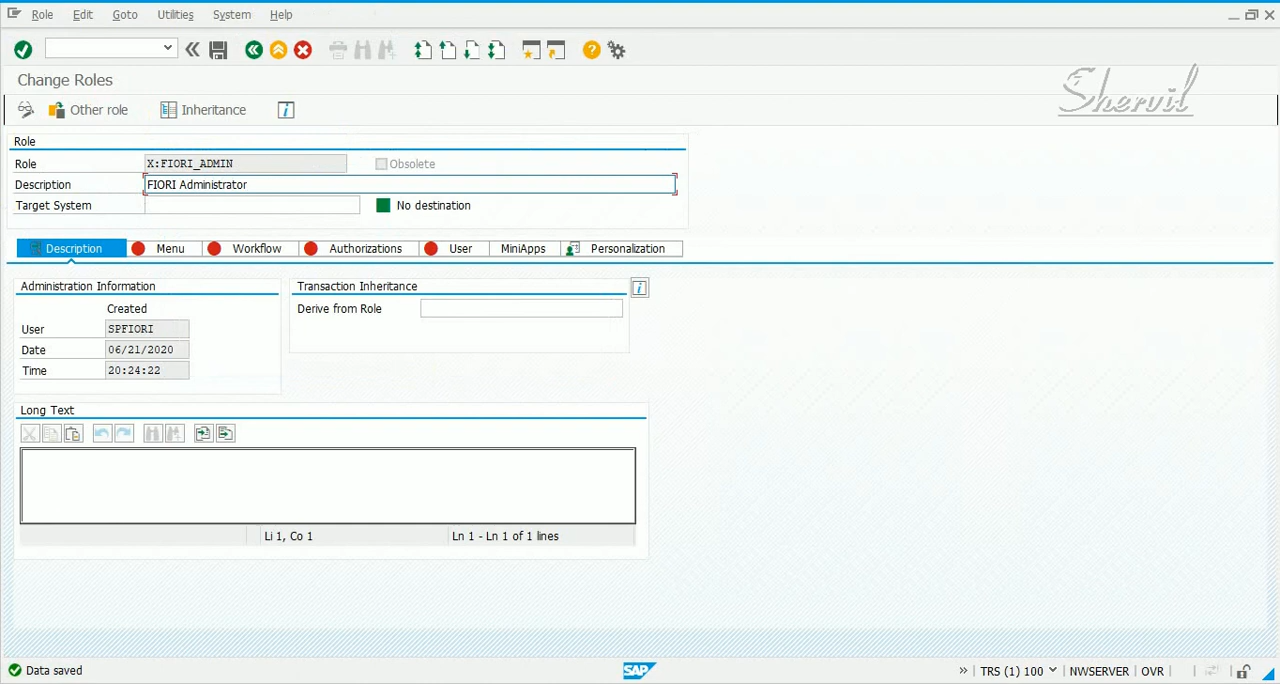 Role Edit Goto Utilities System Help
Change Roles
Shervil
Other role Inheritance
Role
Role X:FIORI_ADMIN Obsolete
Description FIORI Administrator
Target System No destination
Description Menu Workflow Authorizations User MiniApps Personalization
Administration Information Transaction Inheritance
Created Derive from Role
User SPFIORI
Date 06/21/2020
Time 20:24:22
Long Text
Li 1, Co 1 Ln 1 - Ln 1 of 1 lines
Data saved SAP TRS (1) 100 NWSERVER OVR